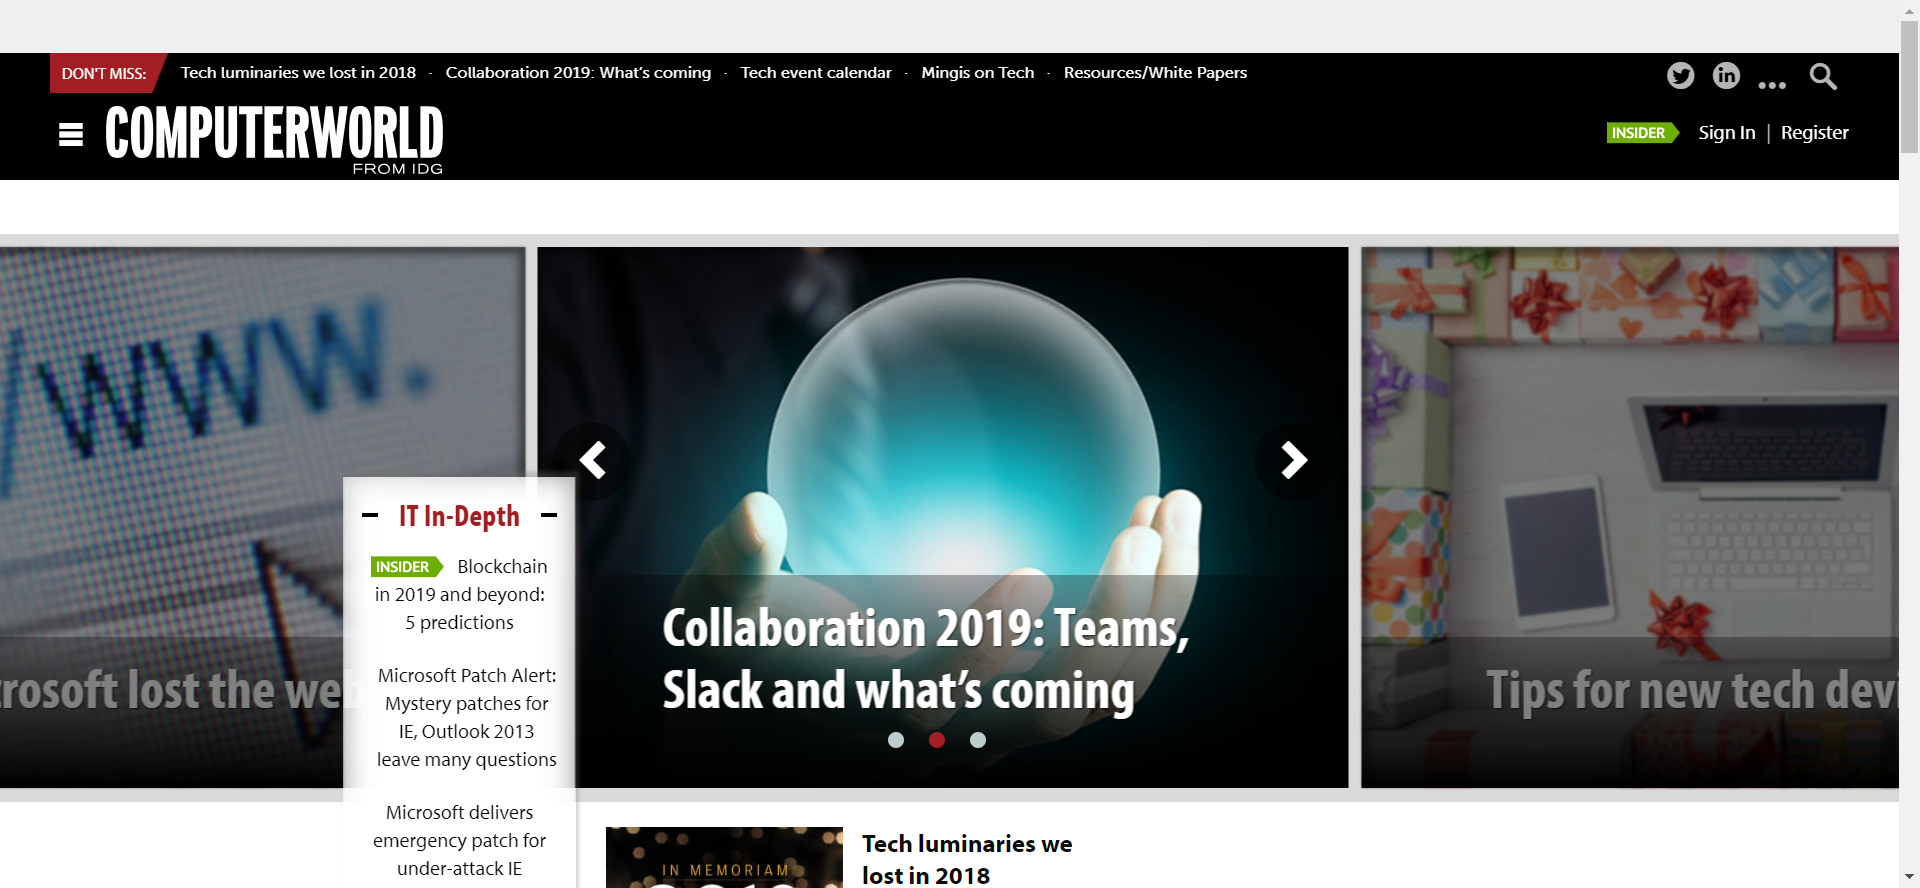 DON'T MISS:
Tech luminaries we lost in 2018 · Collaboration 2019: What's coming · Tech event calendar · Mingis on Tech · Resources/White Papers
COMPUTERWORLD
FROM IDG
INSIDER Sign In | Register
/www.
IT In-Depth
INSIDER Blockchain
in 2019 and beyond:
5 predictions
Microsoft Patch Alert:
Mystery patches for
IE, Outlook 2013
leave many questions
Microsoft delivers
emergency patch for
under-attack IE
rosoft lost the web
Collaboration 2019: Teams,
Slack and what's coming
Tips for new tech devi
IN MEMORIAM
Tech luminaries we
lost in 2018